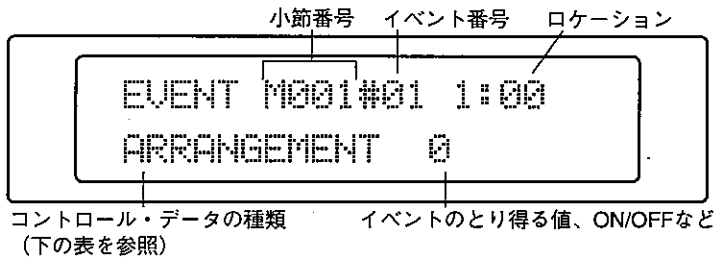 小節番号 イベント番号 ロケーション
EVENT M001#01 1:00
ARRANGEMENT 0
コントロール・データの種類 イベントのとり得る値、ON/OFFなど
(下の表を参照)